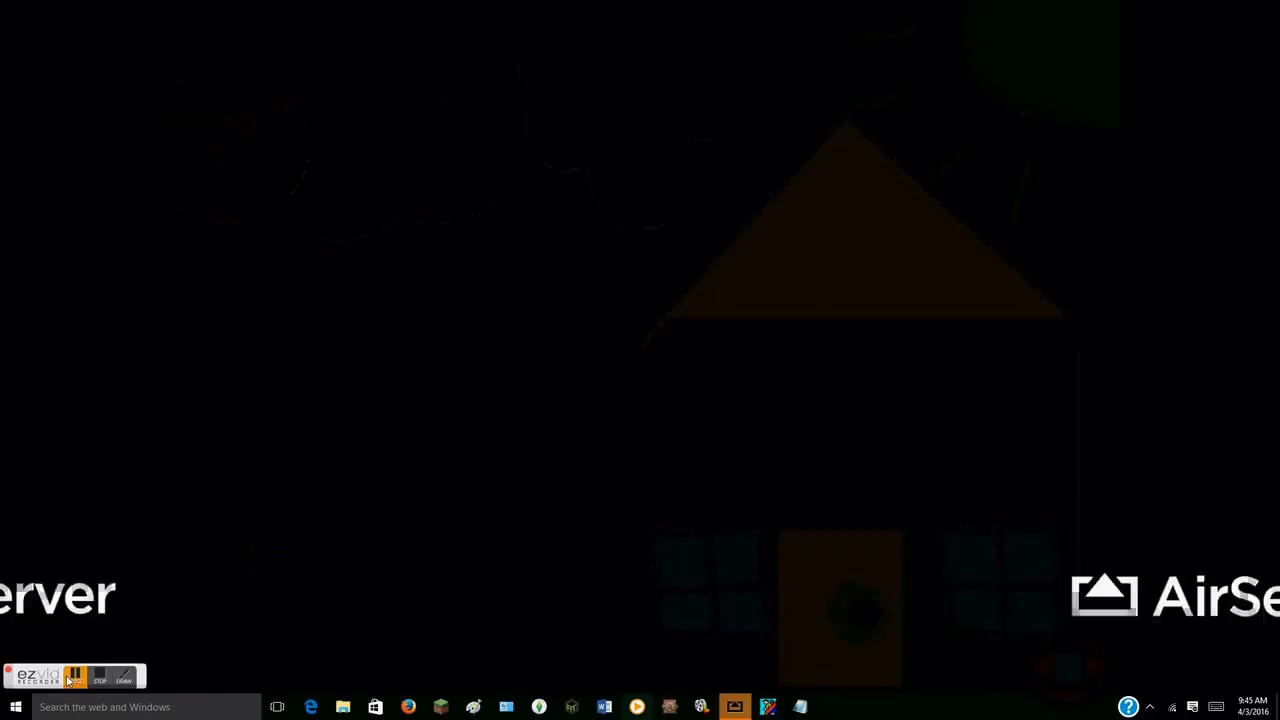 erver
AirSe
ezvid
RECORDER
STOP
DRAW
Search the web and Windows
9:45 AM
4/3/2016